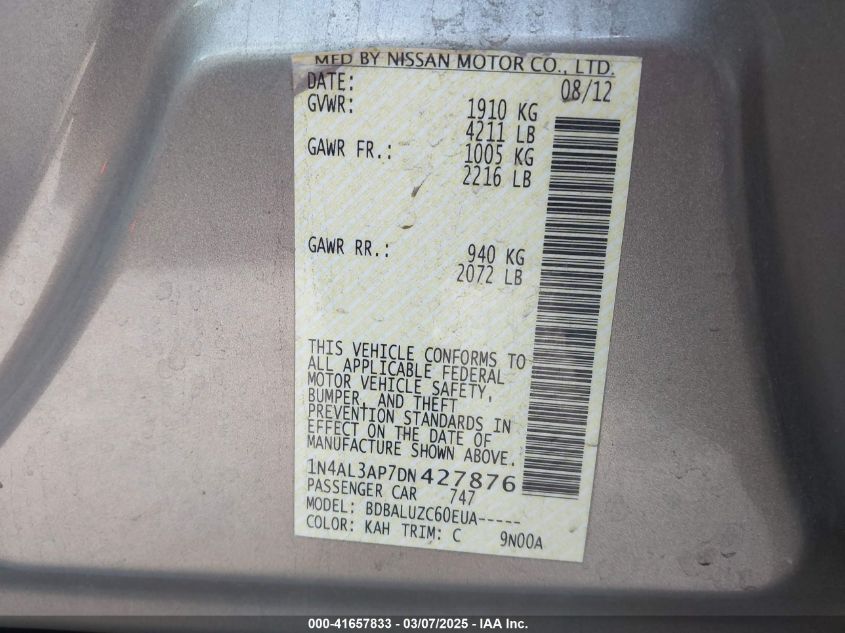 MFD BY NISSAN MOTOR CO., LTD.
DATE: 08/12
GVWR: 1910 KG
4211 LB
GAWR FR.: 1005 KG
2216 LB
GAWR RR.: 940 KG
2072 LB
THIS VEHICLE CONFORMS TO
ALL APPLICABLE FEDERAL
MOTOR VEHICLE SAFETY,
BUMPER, AND THEFT
PREVENTION STANDARDS IN
EFFECT ON THE DATE OF
MANUFACTURE SHOWN ABOVE.
1N4AL3AP7DN427876
PASSENGER CAR 747
MODEL: BDBALUZC60EUA-----
COLOR: KAH TRIM: C 9N00A
000-41657833 - 03/07/2025 - IAA Inc.